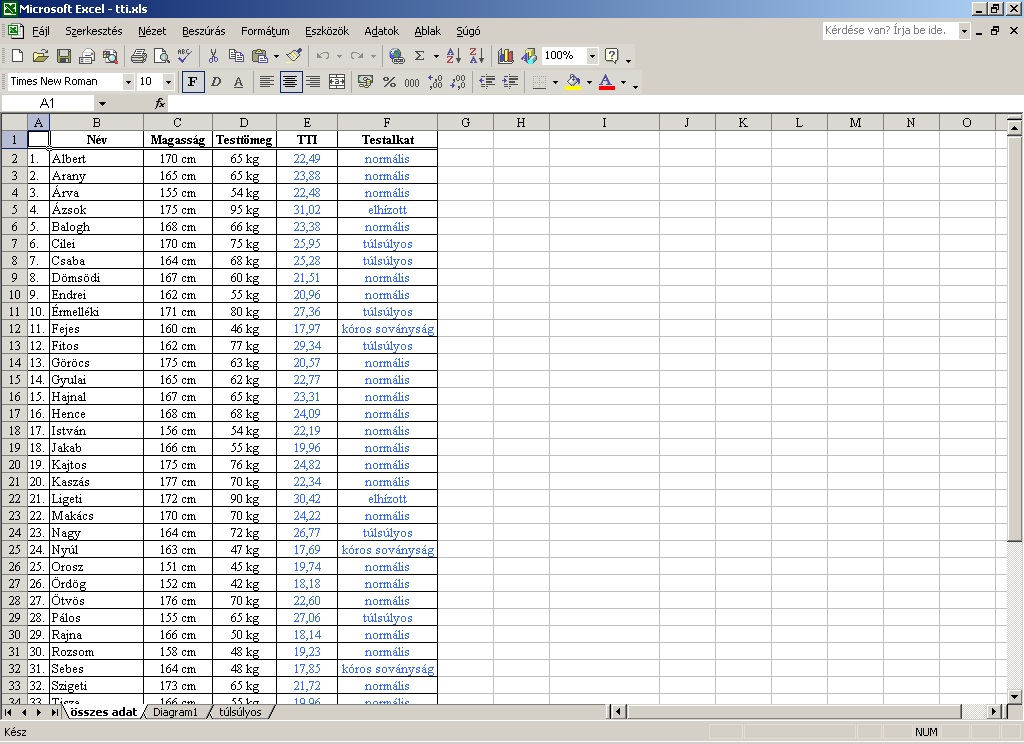 Microsoft Excel - tti.xls
Fájl Szerkesztés Nézet Beszúrás Formátum Eszközök Adatok Ablak Súgó Kérdése van? Írja be ide.
100%
Times New Roman 10 F D A % 000
A1 fx
A B C D E F G H I J K L M N O
1 Név Magasság Testtömeg TTI Testalkat
2 1. Albert 170 cm 65 kg 22,49 normális
3 2. Arany 165 cm 65 kg 23,88 normális
4 3. Árva 155 cm 54 kg 22,48 normális
5 4. Ázsok 175 cm 95 kg 31,02 elhízott
6 5. Balogh 168 cm 66 kg 23,38 normális
7 6. Cilei 170 cm 75 kg 25,95 túlsúlyos
8 7. Csaba 164 cm 68 kg 25,28 túlsúlyos
9 8. Dömsödi 167 cm 60 kg 21,51 normális
10 9. Endrei 162 cm 55 kg 20,96 normális
11 10. Érmelléki 171 cm 80 kg 27,36 túlsúlyos
12 11. Fejes 160 cm 46 kg 17,97 kóros soványság
13 12. Fitos 162 cm 77 kg 29,34 túlsúlyos
14 13. Göröcs 175 cm 63 kg 20,57 normális
15 14. Gyulai 165 cm 62 kg 22,77 normális
16 15. Hajnal 167 cm 65 kg 23,31 normális
17 16. Hence 168 cm 68 kg 24,09 normális
18 17. István 156 cm 54 kg 22,19 normális
19 18. Jakab 166 cm 55 kg 19,96 normális
20 19. Kajtos 175 cm 76 kg 24,82 normális
21 20. Kaszás 177 cm 70 kg 22,34 normális
22 21. Ligeti 172 cm 90 kg 30,42 elhízott
23 22. Makács 170 cm 70 kg 24,22 normális
24 23. Nagy 164 cm 72 kg 26,77 túlsúlyos
25 24. Nyúl 163 cm 47 kg 17,69 kóros soványság
26 25. Orosz 151 cm 45 kg 19,74 normális
27 26. Ördög 152 cm 42 kg 18,18 normális
28 27. Ötvös 176 cm 70 kg 22,60 normális
29 28. Pálos 155 cm 65 kg 27,06 túlsúlyos
30 29. Rajna 166 cm 50 kg 18,14 normális
31 30. Rozsom 158 cm 48 kg 19,23 normális
32 31. Sebes 164 cm 48 kg 17,85 kóros soványság
33 32. Szigeti 173 cm 65 kg 21,72 normális
34 33. Tisza 166 cm 55 kg 19,96 normális
összes adat Diagram1 túlsúlyos
Kész NUM